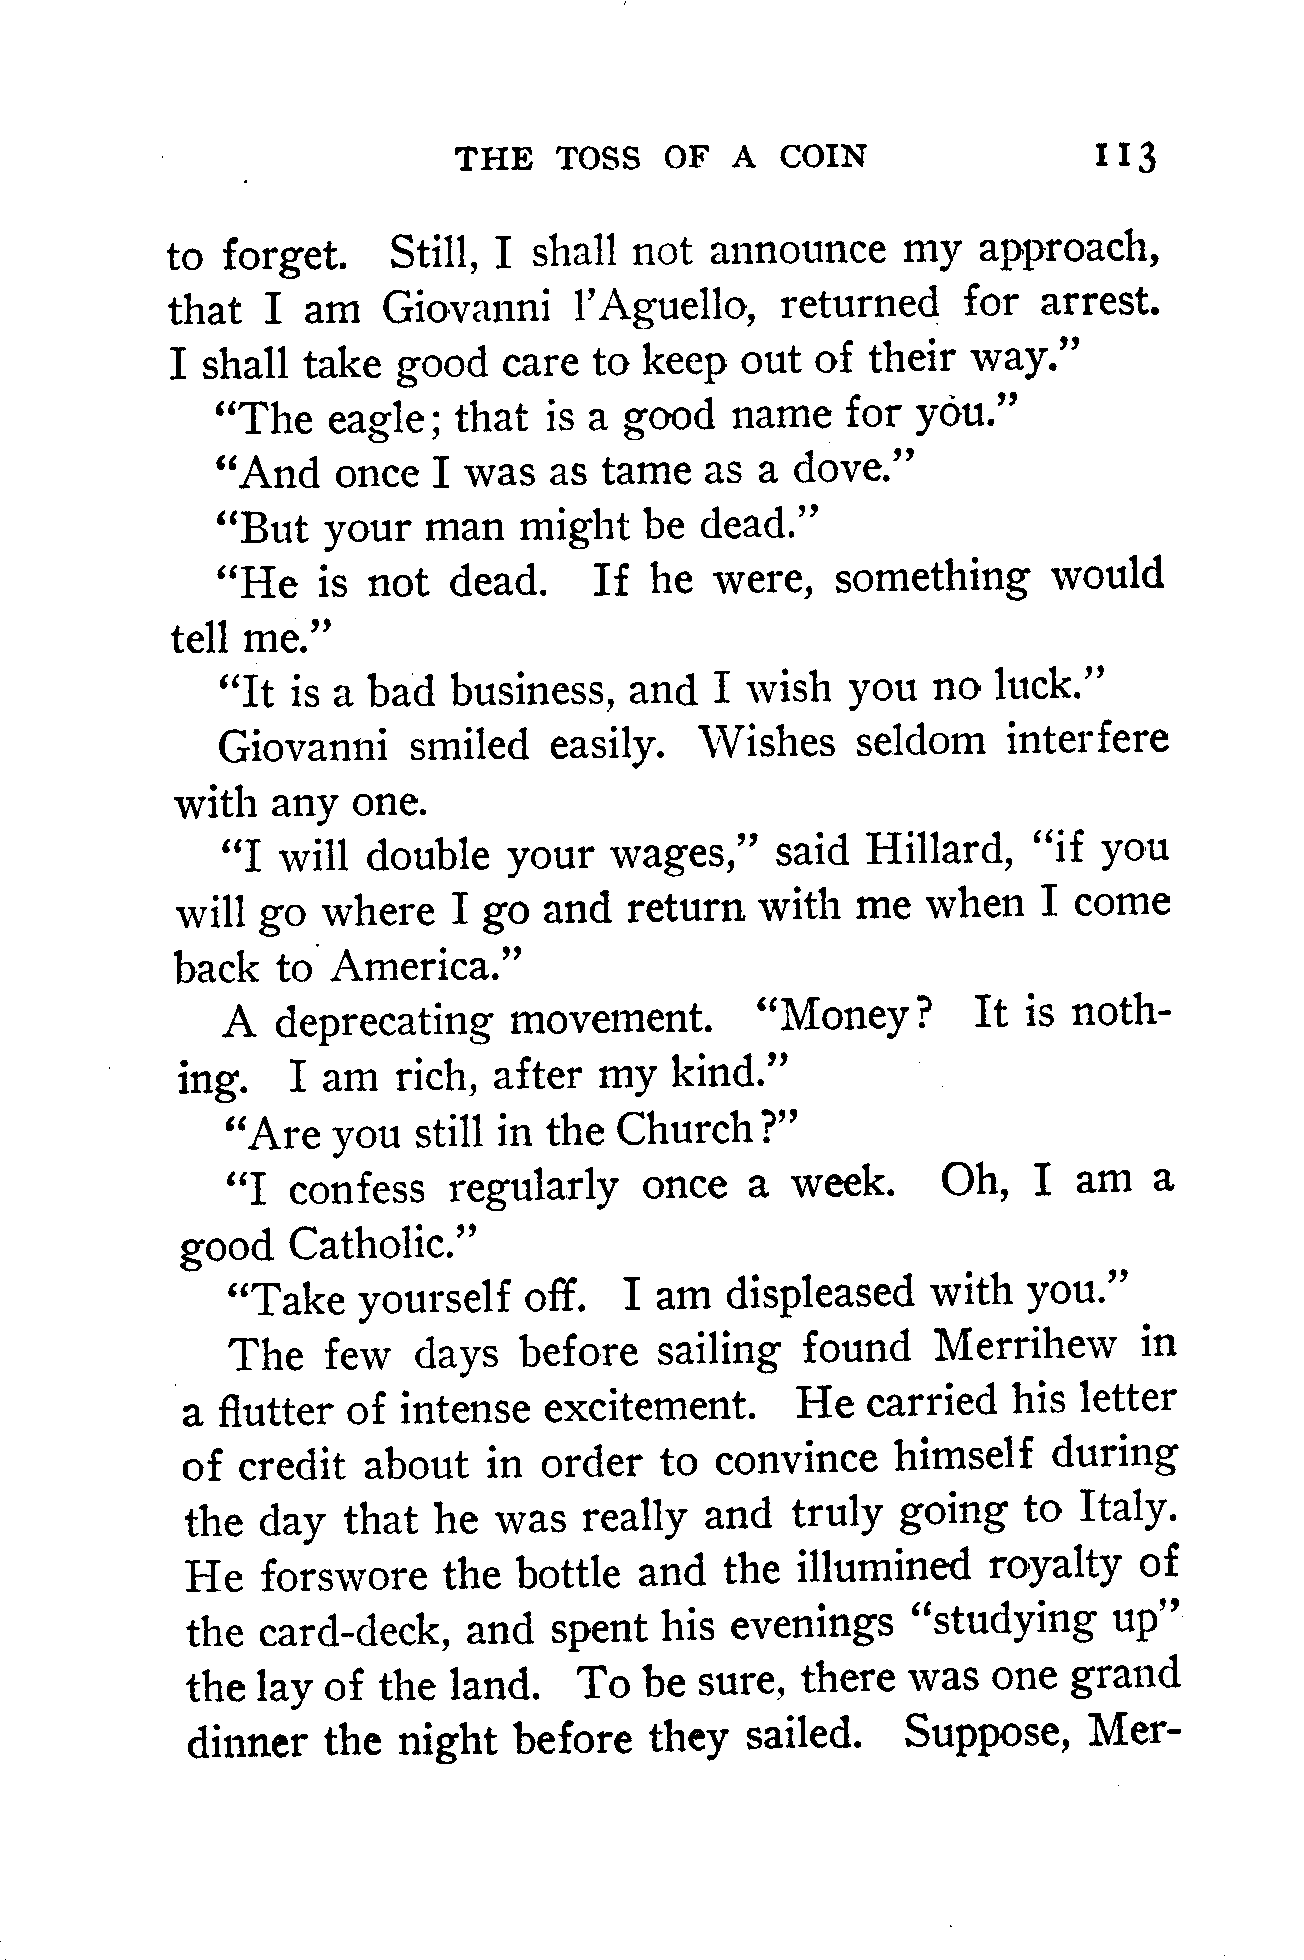 THE TOSS OF A COIN 113
to forget. Still, I shall not announce my approach,
that I am Giovanni l’Aguello, returned for arrest.
I shall take good care to keep out of their way.”
“The eagle; that is a good name for you.”
“And once I was as tame as a dove.”
“But your man might be dead.”
“He is not dead. If he were, something would
tell me.”
“It is a bad business, and I wish you no luck.”
Giovanni smiled easily. Wishes seldom interfere
with any one.
“I will double your wages,” said Hillard, “if you
will go where I go and return with me when I come
back to America.”
A deprecating movement. “Money? It is noth-
ing. I am rich, after my kind.”
“Are you still in the Church?”
“I confess regularly once a week. Oh, I am a
good Catholic.”
“Take yourself off. I am displeased with you.”
The few days before sailing found Merrihew in
a flutter of intense excitement. He carried his letter
of credit about in order to convince himself during
the day that he was really and truly going to Italy.
He forswore the bottle and the illumined royalty of
the card-deck, and spent his evenings “studying up”
the lay of the land. To be sure, there was one grand
dinner the night before they sailed. Suppose, Mer-